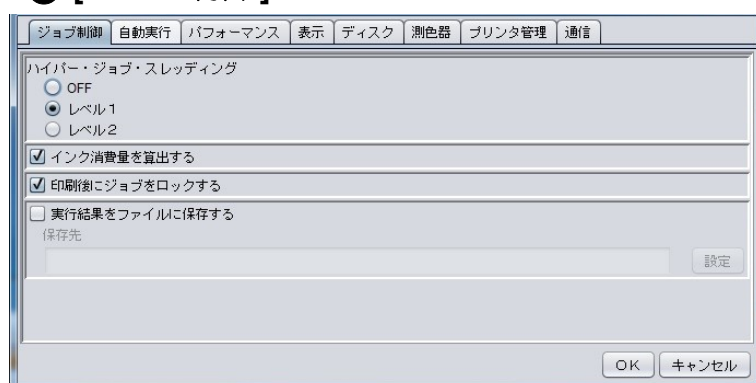 ジョブ制御 自動実行 パフォーマンス 表示 ディスク 測色器 プリンタ管理 通信
ハイパー・ジョブ・スレッディング
OFF
レベル1
レベル2
インク消費量を算出する
印刷後にジョブをロックする
実行結果をファイルに保存する
保存先
設定
OK キャンセル